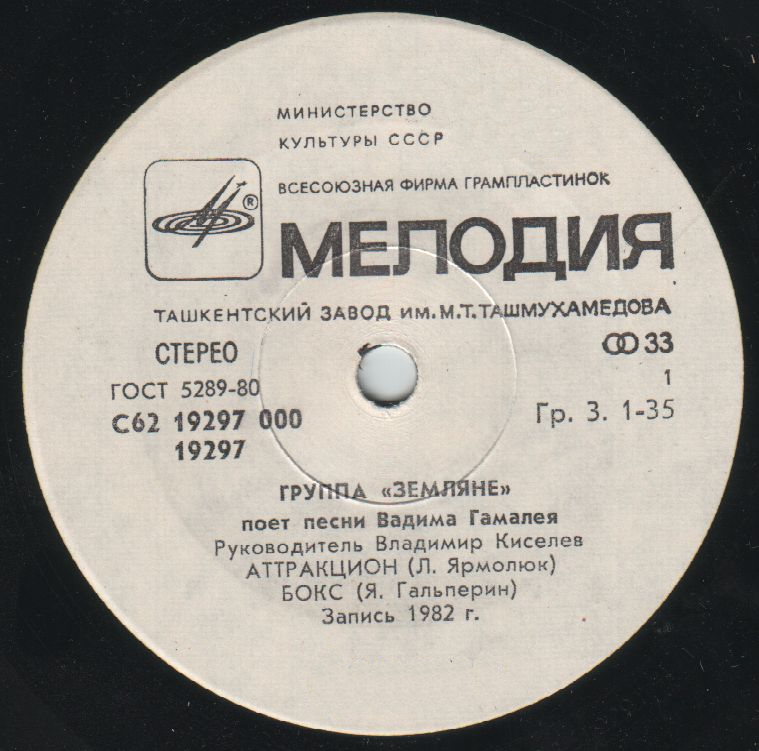 МИНИСТЕРСТВО
КУЛЬТУРЫ СССР
ВСЕСОЮЗНАЯ ФИРМА ГРАМПЛАСТИНОК
®
МЕЛОДИЯ
ТАШКЕНТСКИЙ ЗАВОД ИМ. М.Т.ТАШМУХАМЕДОВА
СТЕРЕО
33
ГОСТ 5289-80
1
С62 19297 000
Гр. 3. 1-35
19297
ГРУППА «ЗЕМЛЯНЕ»
поет песни Вадима Гамалея
Руководитель Владимир Киселев
АТТРАКЦИОН (Л. Ярмолюк)
БОКС (Я. Гальперин)
Запись 1982 г.